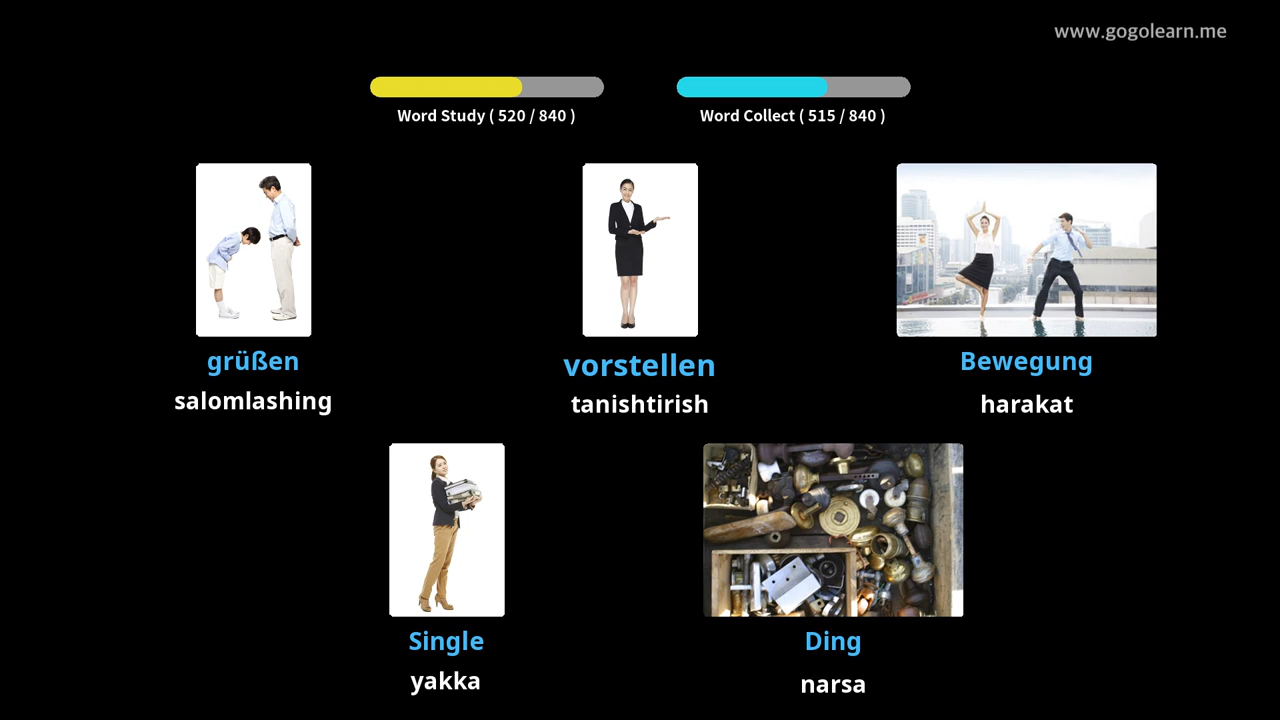 www.gogolearn.me
Word Study ( 520 / 840 )
Word Collect ( 515 / 840 )
grüßen
salomlashing
vorstellen
tanishtirish
Bewegung
harakat
Single
yakka
Ding
narsa